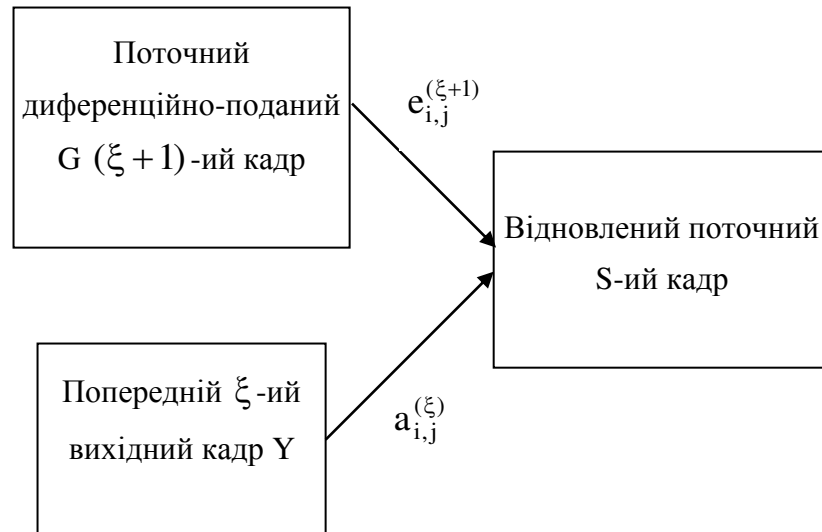 Поточний
диференційно-поданий
G (ξ + 1) -ий кадр
e_{i,j}^{(ξ+1)}
Відновлений поточний
S-ий кадр
Попередній ξ -ий
вихідний кадр Y
a_{i,j}^{(ξ)}